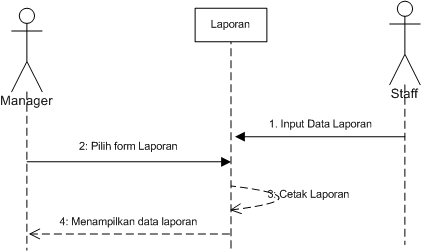 Laporan
Manager
Staff
1. Input Data Laporan
2: Pilih form Laporan
3: Cetak Laporan
4: Menampilkan data laporan